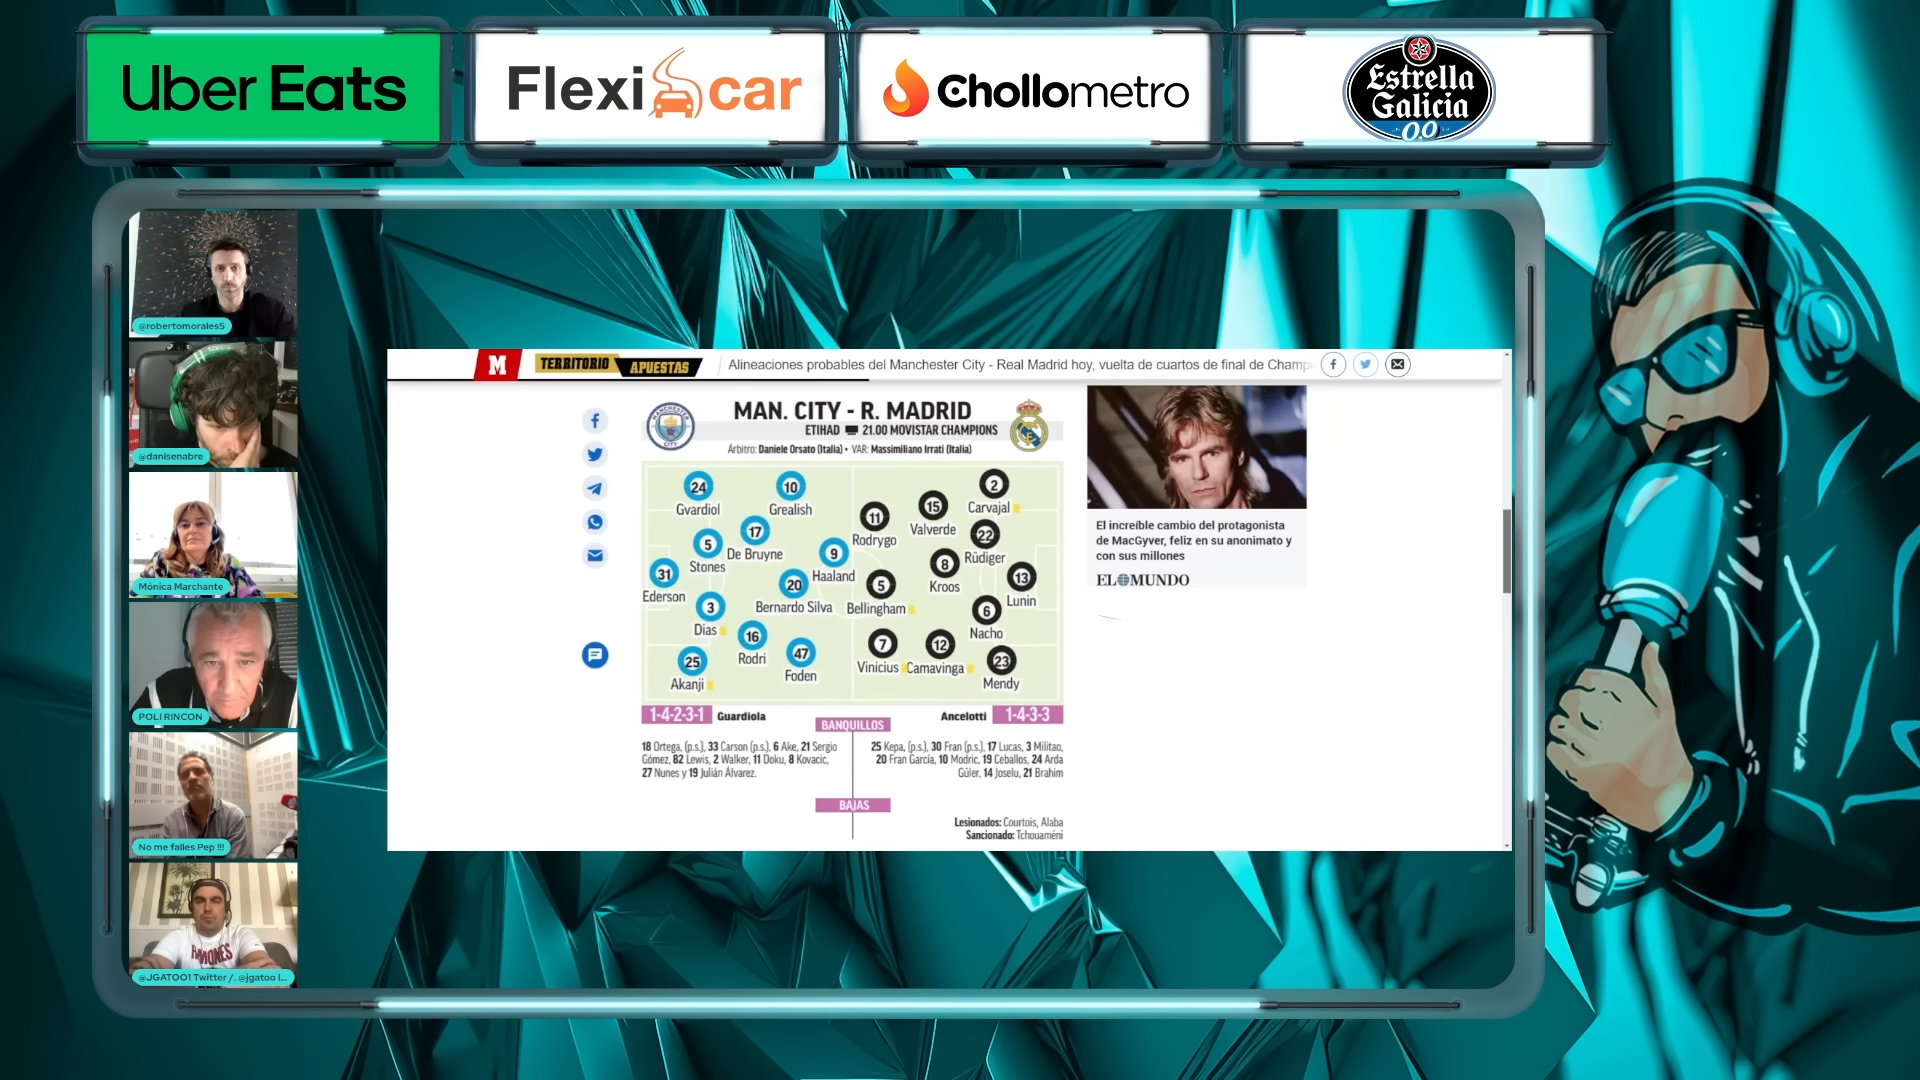 Uber Eats
Flexicar
Chollometro
Estrella
Galicia
0,0
@robertomorales5
@danisenabre
Mónica Marchante
POLI RINCON
No me falles Pep !!!
RAMONES
@JGATOO1 Twitter /. @jgatoo l...
M
TERRITORIO APUESTAS
Alineaciones probables del Manchester City - Real Madrid hoy, vuelta de cuartos de final de Champi
MANCHESTER
CITY
MAN. CITY - R. MADRID
ETIHAD 21.00 MOVISTAR CHAMPIONS
Árbitro: Daniele Orsato (Italia) • VAR: Massimiliano Irrati (Italia)
24
Gvardiol
10
Grealish
5
Stones
17
De Bruyne
9
Haaland
31
Ederson
20
Bernardo Silva
3
Dias
16
Rodri
47
Foden
25
Akanji
2
Carvajal
15
Valverde
11
Rodrygo
22
Rüdiger
8
Kroos
13
Lunin
5
Bellingham
6
Nacho
7
Vinicius
12
Camavinga
23
Mendy
1-4-2-3-1 Guardiola
Ancelotti 1-4-3-3
BANQUILLOS
18 Ortega, (p.s.), 33 Carson (p.s.), 6 Ake, 21 Sergio
Gómez, 82 Lewis, 2 Walker, 11 Doku, 8 Kovacic,
27 Nunes y 19 Julián Álvarez.
25 Kepa, (p.s.), 30 Fran (p.s.), 17 Lucas, 3 Militao,
20 Fran García, 10 Modric, 19 Ceballos, 24 Arda
Güler, 14 Joselu, 21 Brahim
BAJAS
Lesionados: Courtois, Alaba
Sancionado: Tchouaméni
El increíble cambio del protagonista
de MacGyver, feliz en su anonimato y
con sus millones
EL MUNDO